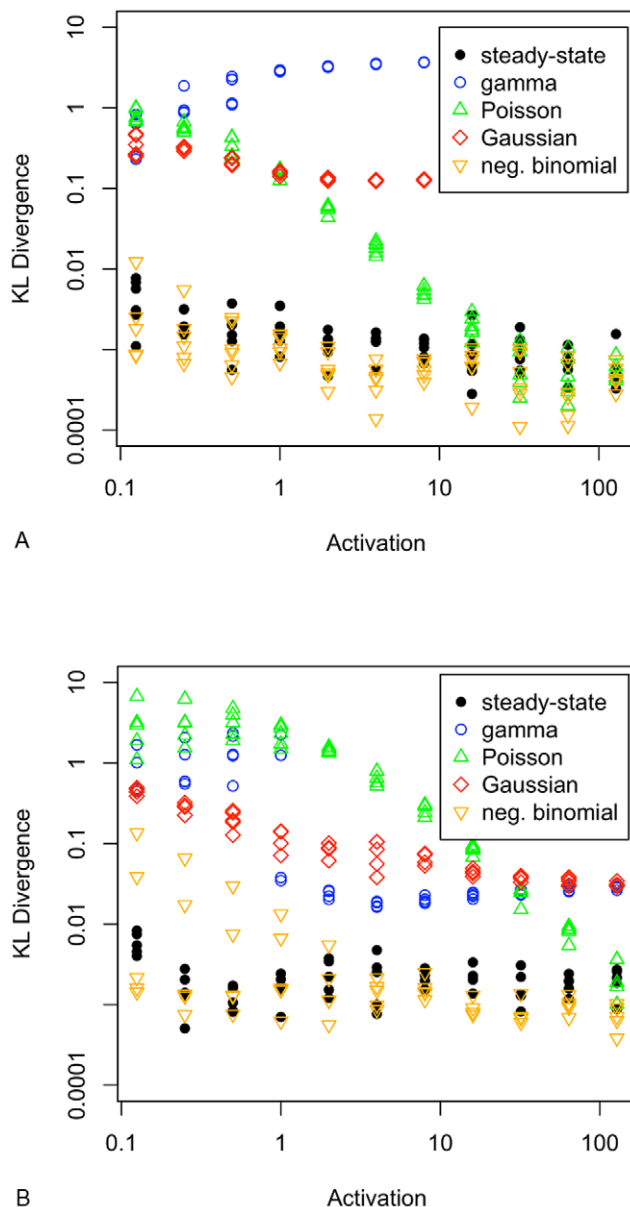 KL Divergence
10
1
0.1
0.01
0.0001
0.1
1
10
100
steady-state
gamma
Poisson
Gaussian
neg. binomial
A
Activation
KL Divergence
10
1
0.1
0.01
0.0001
0.1
1
10
100
steady-state
gamma
Poisson
Gaussian
neg. binomial
B
Activation